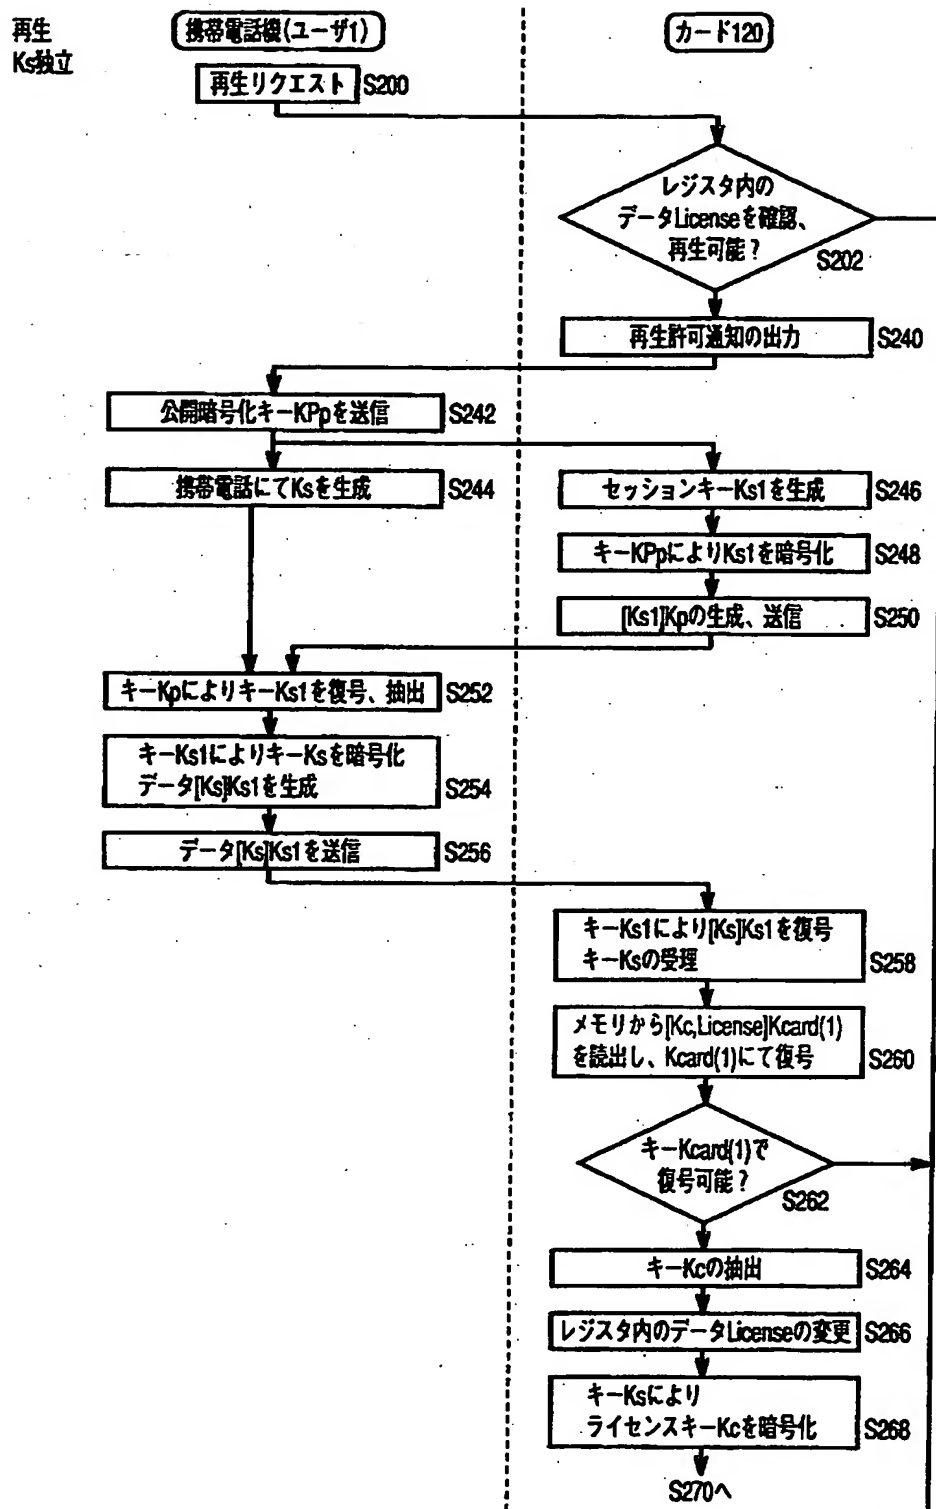 再生
Ks独立
携帯電話機(ユーザ1)
カード120
再生リクエスト
S200
レジスタ内の
データLicenseを確認、
再生可能？
S202
再生許可通知の出力
S240
公開暗号化キーKPpを送信
S242
携帯電話にてKsを生成
S244
セッションキーKs1を生成
S246
キーKPpによりKs1を暗号化
S248
[Ks1]Kpの生成、送信
S250
キーKpによりキーKs1を復号、抽出
S252
キーKs1によりキーKsを暗号化
データ[Ks]Ks1を生成
S254
データ[Ks]Ks1を送信
S256
キーKs1により[Ks]Ks1を復号
キーKsの受理
S258
メモリから[Kc,License]Kcard(1)
を読出し、Kcard(1)にて復号
S260
キーKcard(1)で
復号可能？
S262
キーKcの抽出
S264
レジスタ内のデータLicenseの変更
S266
キーKsにより
ライセンスキーKcを暗号化
S268
S270へ